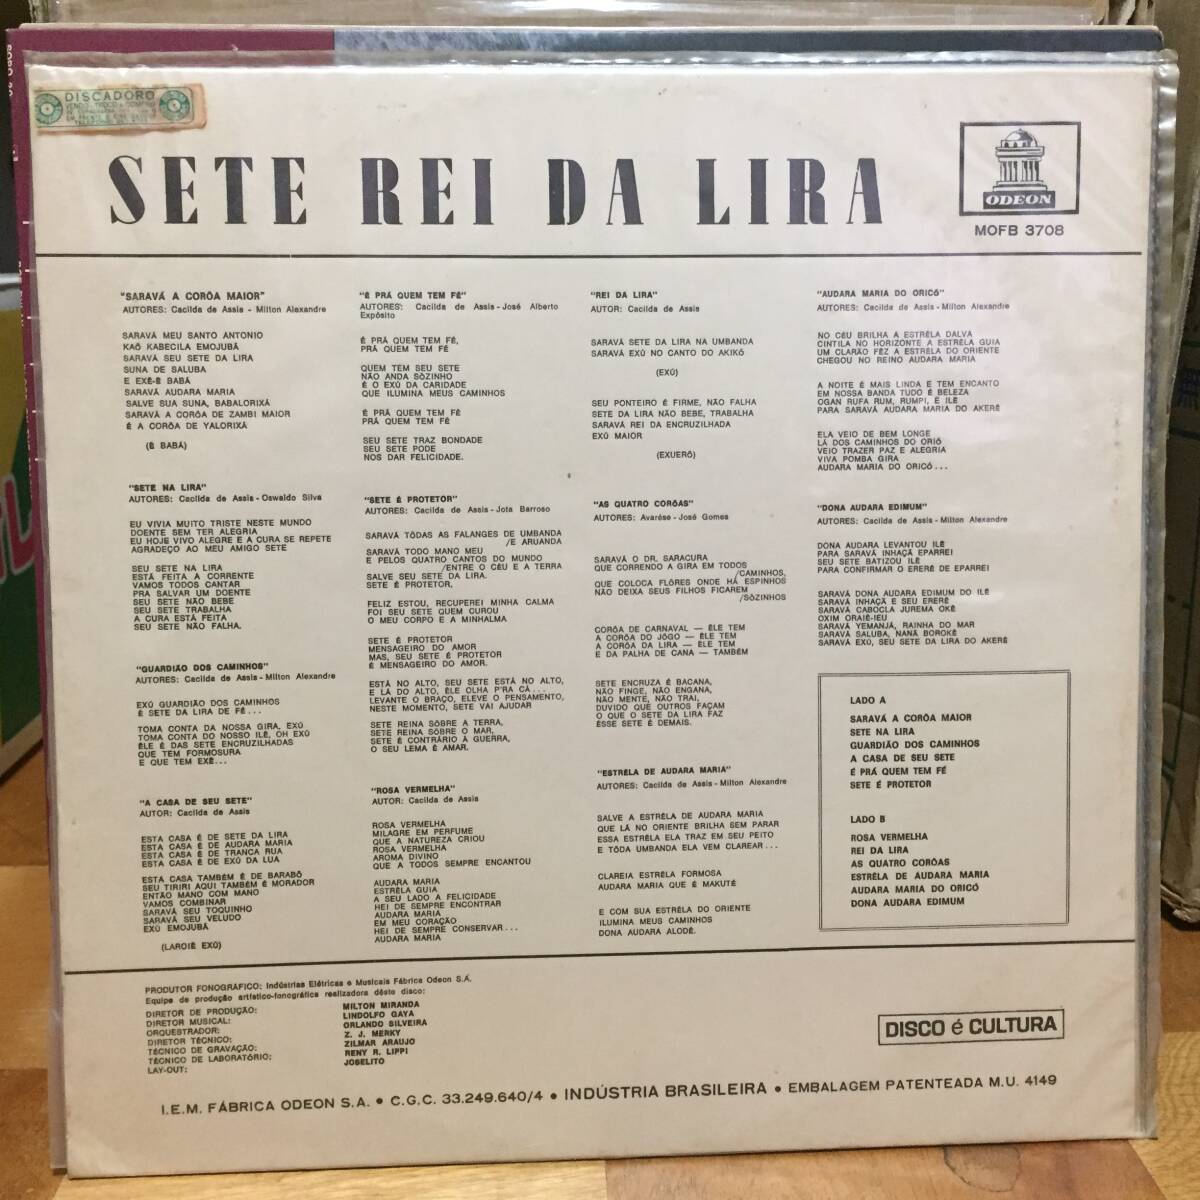 DISCADORO
SETE REI DA LIRA
ODEON
MOFB 3708
"SARAVÁ A CORÔA MAIOR"
AUTORES: Cacilda de Assis - Milton Alexandre
SARAVÁ MEU SANTO ANTONIO
KAÔ KABECILA EMOJUBÁ
SARAVÁ SEU SETE DA LIRA
SUNA DE SALUBA
E EXÊ-Ê BABÁ
SARAVÁ AUDARA MARIA
SALVE SUA SUNA, BABALORIXÁ
SARAVÁ A CORÔA DE ZAMBI MAIOR
É A CORÔA DE YALORIXÁ
(Ê BABÁ)
"SETE NA LIRA"
AUTORES: Cacilda de Assis - Oswaldo Silva
EU VIVIA MUITO TRISTE NESTE MUNDO
DOENTE SEM TER ALEGRIA
EU HOJE VIVO ALEGRE E A CURA SE REPETE
AGRADEÇO AO MEU AMIGO SETE
SEU SETE NA LIRA
ESTÁ FEITA A CORRENTE
VAMOS TODOS CANTAR
PRA SALVAR UM DOENTE
SEU SETE NÃO BEBE
SEU SETE TRABALHA
A CURA ESTÁ FEITA
SEU SETE NÃO FALHA.
"GUARDIÃO DOS CAMINHOS"
AUTORES: Cacilda de Assis - Milton Alexandre
EXÚ GUARDIÃO DOS CAMINHOS
É SETE DA LIRA DE FÉ...
TOMA CONTA DA NOSSA GIRA, EXÚ
TOMA CONTA DO NOSSO ILÊ, OH EXÚ
ÊLE É DAS SETE ENCRUZILHADAS
QUE TEM FORMOSURA
E QUE TEM EXÊ...
"A CASA DE SEU SETE"
AUTOR: Cacilda de Assis
ESTA CASA É DE SETE DA LIRA
ESTA CASA É DE AUDARA MARIA
ESTA CASA É DE TRANCA RUA
ESTA CASA É DE EXÚ DA LUA
ESTA CASA TAMBÉM É DE BARABÔ
SEU TIRIRI AQUI TAMBÉM É MORADOR
ENTÃO MANO COM MANO
VAMOS COMBINAR
SARAVÁ SEU TOQUINHO
SARAVÁ SEU VELUDO
EXÚ EMOJUBÁ
(LAROIÊ EXÚ)
"É PRÁ QUEM TEM FÉ"
AUTORES: Cacilda de Assis - José Alberto
Expósito
É PRÁ QUEM TEM FÉ,
PRÁ QUEM TEM FÉ
QUEM TEM SEU SETE
NÃO ANDA SÒZINHO
É O EXÚ DA CARIDADE
QUE ILUMINA MEUS CAMINHOS
É PRÁ QUEM TEM FÉ
PRÁ QUEM TEM FÉ
SEU SETE TRAZ BONDADE
SEU SETE PODE
NOS DAR FELICIDADE.
"SETE É PROTETOR"
AUTORES: Cacilda de Assis - Jota Barroso
SARAVÁ TÔDAS AS FALANGES DE UMBANDA
/E ARUANDA
SARAVÁ TODO MANO MEU
E PELOS QUATRO CANTOS DO MUNDO
/ENTRE O CÉU E A TERRA
SALVE SEU SETE DA LIRA.
SETE É PROTETOR.
FELIZ ESTOU, RECUPEREI MINHA CALMA
FOI SEU SETE QUEM CUROU
O MEU CORPO E A MINHALMA
SETE É PROTETOR
MENSAGEIRO DO AMOR
MAS, SEU SETE É PROTETOR
É MENSAGEIRO DO AMOR.
ESTÁ NO ALTO, SEU SETE ESTÁ NO ALTO,
E LÁ DO ALTO, ÊLE OLHA P'RA CÁ...
LEVANTE O BRAÇO, ELEVE O PENSAMENTO,
NESTE MOMENTO, SETE VAI AJUDAR
SETE REINA SÔBRE A TERRA,
SETE REINA SÔBRE O MAR,
SETE É CONTRÁRIO À GUERRA,
O SEU LEMA É AMAR.
"ROSA VERMELHA"
AUTOR: Cacilda de Assis
ROSA VERMELHA
MILAGRE EM PERFUME
QUE A NATUREZA CRIOU
ROSA VERMELHA
AROMA DIVINO
QUE A TODOS SEMPRE ENCANTOU
AUDARA MARIA
ESTRÊLA GUIA
A SEU LADO A FELICIDADE
HEI DE SEMPRE ENCONTRAR
AUDARA MARIA
EM MEU CORAÇÃO
HEI DE SEMPRE CONSERVAR...
AUDARA MARIA
"REI DA LIRA"
AUTOR: Cacilda de Assis
SARAVÁ SETE DA LIRA NA UMBANDA
SARAVÁ EXÚ NO CANTO DO AKIKÓ
(EXÚ)
SEU PONTEIRO É FIRME, NÃO FALHA
SETE DA LIRA NÃO BEBE, TRABALHA
SARAVÁ REI DA ENCRUZILHADA
EXÚ MAIOR
(EXUERÔ)
"AS QUATRO CORÔAS"
AUTORES: Avarése - José Gomes
SARAVÁ O DR. SARACURA
QUE CORRENDO A GIRA EM TODOS
/CAMINHOS,
QUE COLOCA FLÔRES ONDE HÁ ESPINHOS
NÃO DEIXA SEUS FILHOS FICAREM
/SÒZINHOS
CORÔA DE CARNAVAL — ÊLE TEM
A CORÔA DO JÔGO — ÊLE TEM
A CORÔA DA LIRA — ÊLE TEM
E DA PALHA DE CANA — TAMBÉM
SETE ENCRUZA É BACANA,
NÃO FINGE, NÃO ENGANA,
NÃO MENTE, NÃO TRAI,
DUVIDO QUE OUTROS FAÇAM
O QUE O SETE DA LIRA FAZ
ÊSSE SETE É DEMAIS.
"ESTRÊLA DE AUDARA MARIA"
AUTORES: Cacilda de Assis - Milton Alexandre
SALVE A ESTRÊLA DE AUDARA MARIA
QUE LÁ NO ORIENTE BRILHA SEM PARAR
ESSA ESTRÊLA ELA TRAZ EM SEU PEITO
E TÔDA UMBANDA ELA VEM CLAREAR...
CLAREIA ESTRÊLA FORMOSA
AUDARA MARIA QUE É MAKUTÊ
E COM SUA ESTRÊLA DO ORIENTE
ILUMINA MEUS CAMINHOS
DONA AUDARA ALODÊ.
"AUDARA MARIA DO ORICÓ"
AUTORES: Cacilda de Assis - Milton Alexandre
NO CÉU BRILHA A ESTRÊLA DALVA
CINTILA NO HORIZONTE A ESTRÊLA GUIA
UM CLARÃO FÊZ A ESTRÊLA DO ORIENTE
CHEGOU NO REINO AUDARA MARIA
A NOITE É MAIS LINDA E TEM ENCANTO
EM NOSSA BANDA TUDO É BELEZA
OGAN RUFA RUM, RUMPI, E ILÊ
PARA SARAVÁ AUDARA MARIA DO AKERÊ
ELA VEIO DE BEM LONGE
LÁ DOS CAMINHOS DO ORIÓ
VEIO TRAZER PAZ E ALEGRIA
VIVA POMBA GIRA
AUDARA MARIA DO ORICÓ...
"DONA AUDARA EDIMUM"
AUTORES: Cacilda de Assis - Milton Alexandre
DONA AUDARA LEVANTOU ILÊ
PARA SARAVÁ INHAÇÃ EPARREI
SEU SETE BATIZOU ILÊ
PARA CONFIRMAR O ERERÊ DE EPARREI
SARAVÁ DONA AUDARA EDIMUM DO ILÊ
SARAVÁ INHAÇÃ E SEU ERERÊ
SARAVÁ CABOCLA JUREMA OKÊ
OXIM ORAIÊ-IEU
SARAVÁ YEMANJÁ, RAINHA DO MAR
SARAVÁ SALUBA, NANÃ BOROKÊ
SARAVÁ EXÚ, SEU SETE DA LIRA DO AKERÊ
LADO A
SARAVÁ A CORÔA MAIOR
SETE NA LIRA
GUARDIÃO DOS CAMINHOS
A CASA DE SEU SETE
É PRÁ QUEM TEM FÉ
SETE É PROTETOR
LADO B
ROSA VERMELHA
REI DA LIRA
AS QUATRO CORÔAS
ESTRÊLA DE AUDARA MARIA
AUDARA MARIA DO ORICÓ
DONA AUDARA EDIMUM
PRODUTOR FONOGRÁFICO: Indústrias Elétricas e Musicais Fábrica Odeon S.A.
Equipe de produção artístico-fonográfica realizadora dêste disco:
DIRETOR DE PRODUÇÃO: MILTON MIRANDA
DIRETOR MUSICAL: LINDOLFO GAYA
ORQUESTRADOR: ORLANDO SILVEIRA
DIRETOR TÉCNICO: Z. J. MERKY
TÉCNICO DE GRAVAÇÃO: ZILMAR ARAUJO
TÉCNICO DE LABORATÓRIO: RENY R. LIPPI
LAY-OUT: JOSELITO
DISCO é CULTURA
I.E.M. FÁBRICA ODEON S.A. • C.G.C. 33.249.640/4 • INDÚSTRIA BRASILEIRA • EMBALAGEM PATENTEADA M.U. 4149